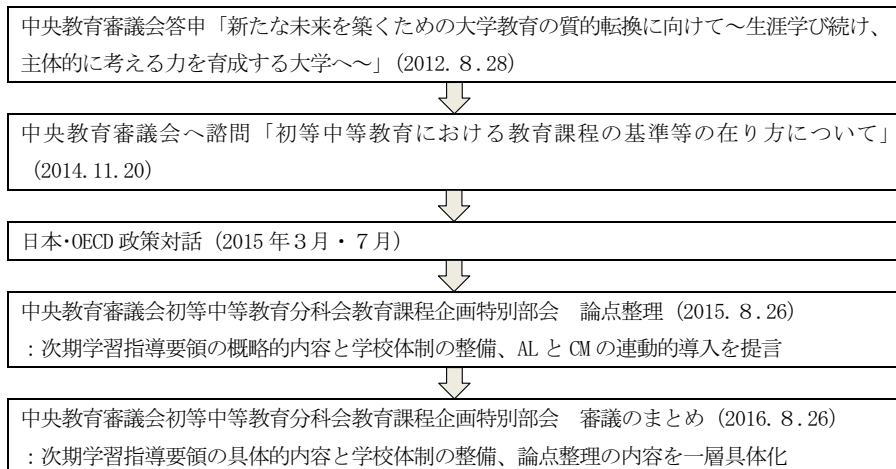 中央教育審議会答申「新たな未来を築くための大学教育の質的転換に向けて～生涯学び続け、
主体的に考える力を育成する大学へ～」(2012.８.28)
中央教育審議会へ諮問「初等中等教育における教育課程の基準等の在り方について」
(2014.11.20)
日本･OECD 政策対話（2015 年３月・７月）
中央教育審議会初等中等教育分科会教育課程企画特別部会　論点整理（2015.８.26）
：次期学習指導要領の概略的内容と学校体制の整備、AL と CM の連動的導入を提言
中央教育審議会初等中等教育分科会教育課程企画特別部会　審議のまとめ（2016.８.26）
：次期学習指導要領の具体的内容と学校体制の整備、論点整理の内容を一層具体化